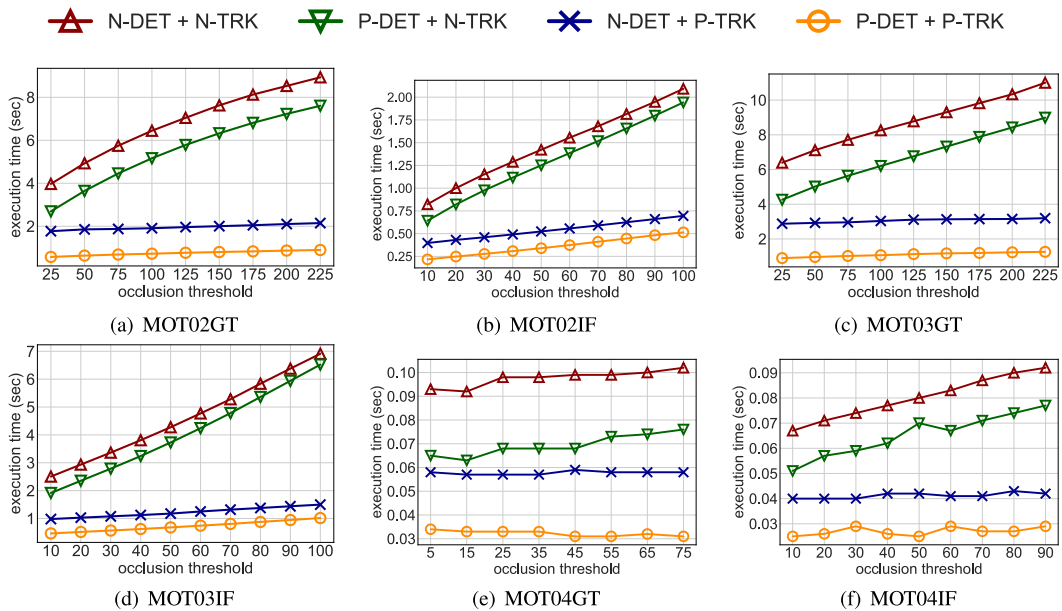 N-DET + N-TRK P-DET + N-TRK N-DET + P-TRK P-DET + P-TRK
execution time (sec)
8
6
4
2
25 50 75 100 125 150 175 200 225
occlusion threshold
(a) MOT02GT
execution time (sec)
2.00
1.75
1.50
1.25
1.00
0.75
0.50
0.25
10 20 30 40 50 60 70 80 90 100
occlusion threshold
(b) MOT02IF
execution time (sec)
10
8
6
4
2
25 50 75 100 125 150 175 200 225
occlusion threshold
(c) MOT03GT
execution time (sec)
7
6
5
4
3
2
1
10 20 30 40 50 60 70 80 90 100
occlusion threshold
(d) MOT03IF
execution time (sec)
0.10
0.09
0.08
0.07
0.06
0.05
0.04
0.03
5 15 25 35 45 55 65 75
occlusion threshold
(e) MOT04GT
execution time (sec)
0.09
0.08
0.07
0.06
0.05
0.04
0.03
10 20 30 40 50 60 70 80 90
occlusion threshold
(f) MOT04IF